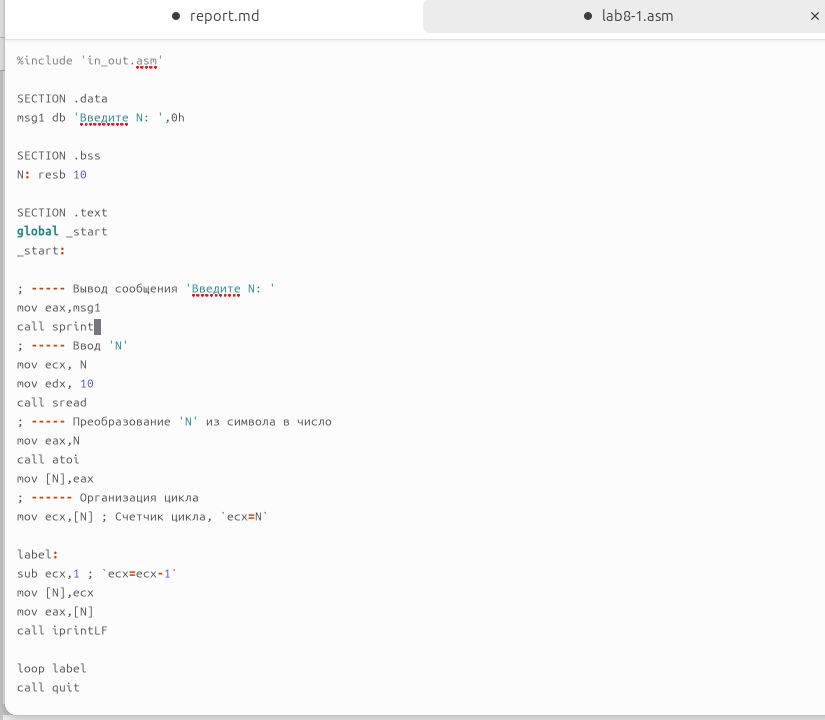 report.md
lab8-1.asm
%include 'in_out.asm'
SECTION .data
msg1 db 'Введите N: ',0h
SECTION .bss
N: resb 10
SECTION .text
global _start
_start:
; ----- Вывод сообщения 'Введите N: '
mov eax,msg1
call sprint
; ----- Ввод 'N'
mov ecx, N
mov edx, 10
call sread
; ----- Преобразование 'N' из символа в число
mov eax,N
call atoi
mov [N],eax
; ------ Организация цикла
mov ecx,[N] ; Счетчик цикла, `ecx=N`
label:
sub ecx,1 ; `ecx=ecx-1`
mov [N],ecx
mov eax,[N]
call iprintLF
loop label
call quit